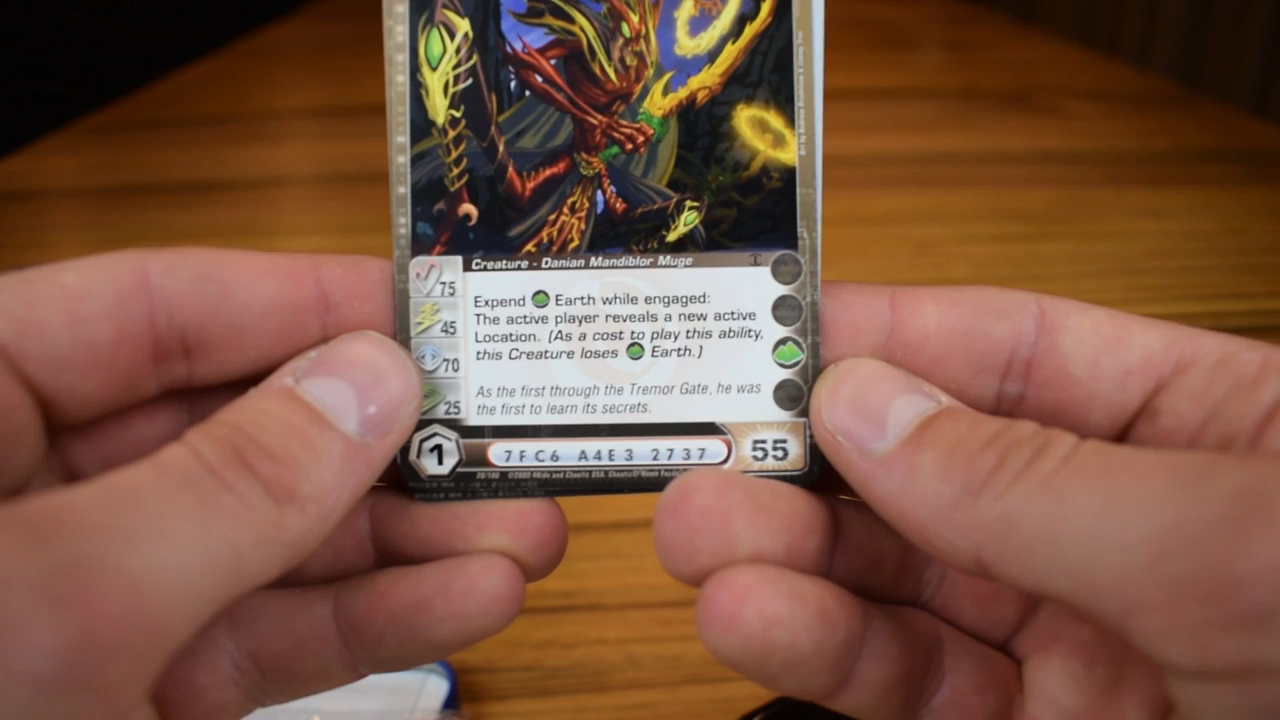 Creature - Danian Mandiblor Muge
75
45
70
25
Expend Earth while engaged:
The active player reveals a new active
Location. (As a cost to play this ability,
this Creature loses Earth.)
As the first through the Tremor Gate, he was
the first to learn its secrets.
1
7FC6 A4E3 2737
55